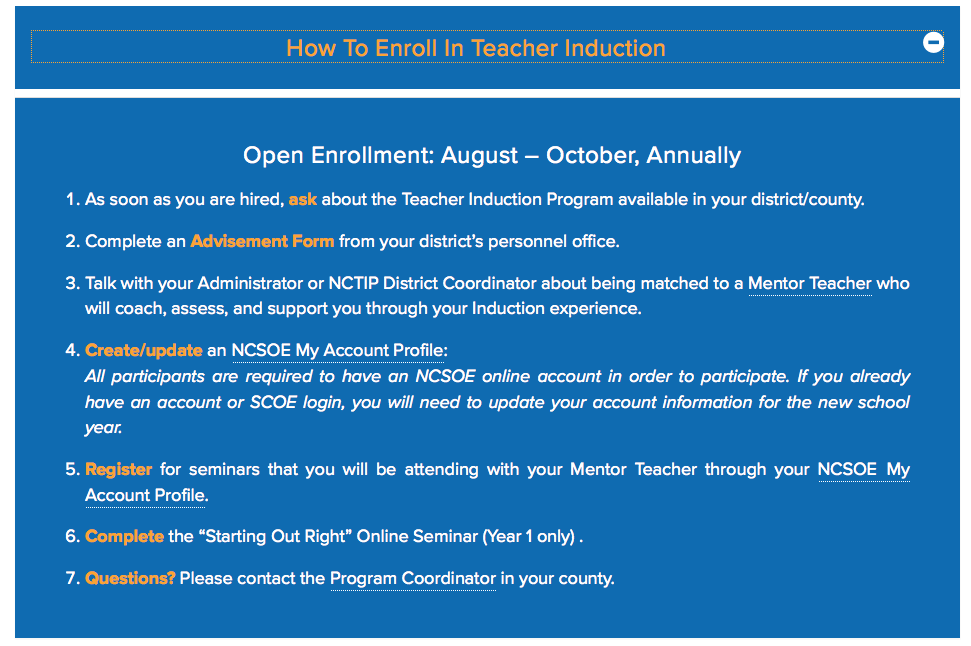 How To Enroll In Teacher Induction
Open Enrollment: August – October, Annually
1. As soon as you are hired, ask about the Teacher Induction Program available in your district/county.
2. Complete an Advisement Form from your district’s personnel office.
3. Talk with your Administrator or NCTIP District Coordinator about being matched to a Mentor Teacher who
will coach, assess, and support you through your Induction experience.
4. Create/update an NCSOE My Account Profile:
All participants are required to have an NCSOE online account in order to participate. If you already
have an account or SCOE login, you will need to update your account information for the new school
year.
5. Register for seminars that you will be attending with your Mentor Teacher through your NCSOE My
Account Profile.
6. Complete the “Starting Out Right” Online Seminar (Year 1 only) .
7. Questions? Please contact the Program Coordinator in your county.